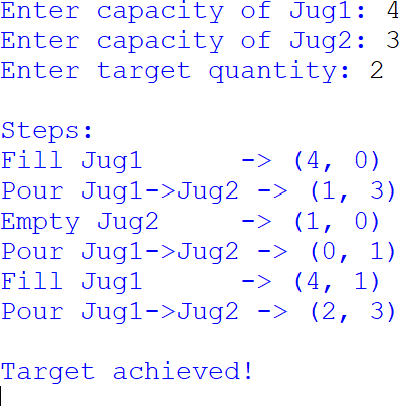 Enter capacity of Jug1: 4
Enter capacity of Jug2: 3
Enter target quantity: 2
Steps:
Fill Jug1      -> (4, 0)
Pour Jug1->Jug2 -> (1, 3)
Empty Jug2     -> (1, 0)
Pour Jug1->Jug2 -> (0, 1)
Fill Jug1      -> (4, 1)
Pour Jug1->Jug2 -> (2, 3)
Target achieved!